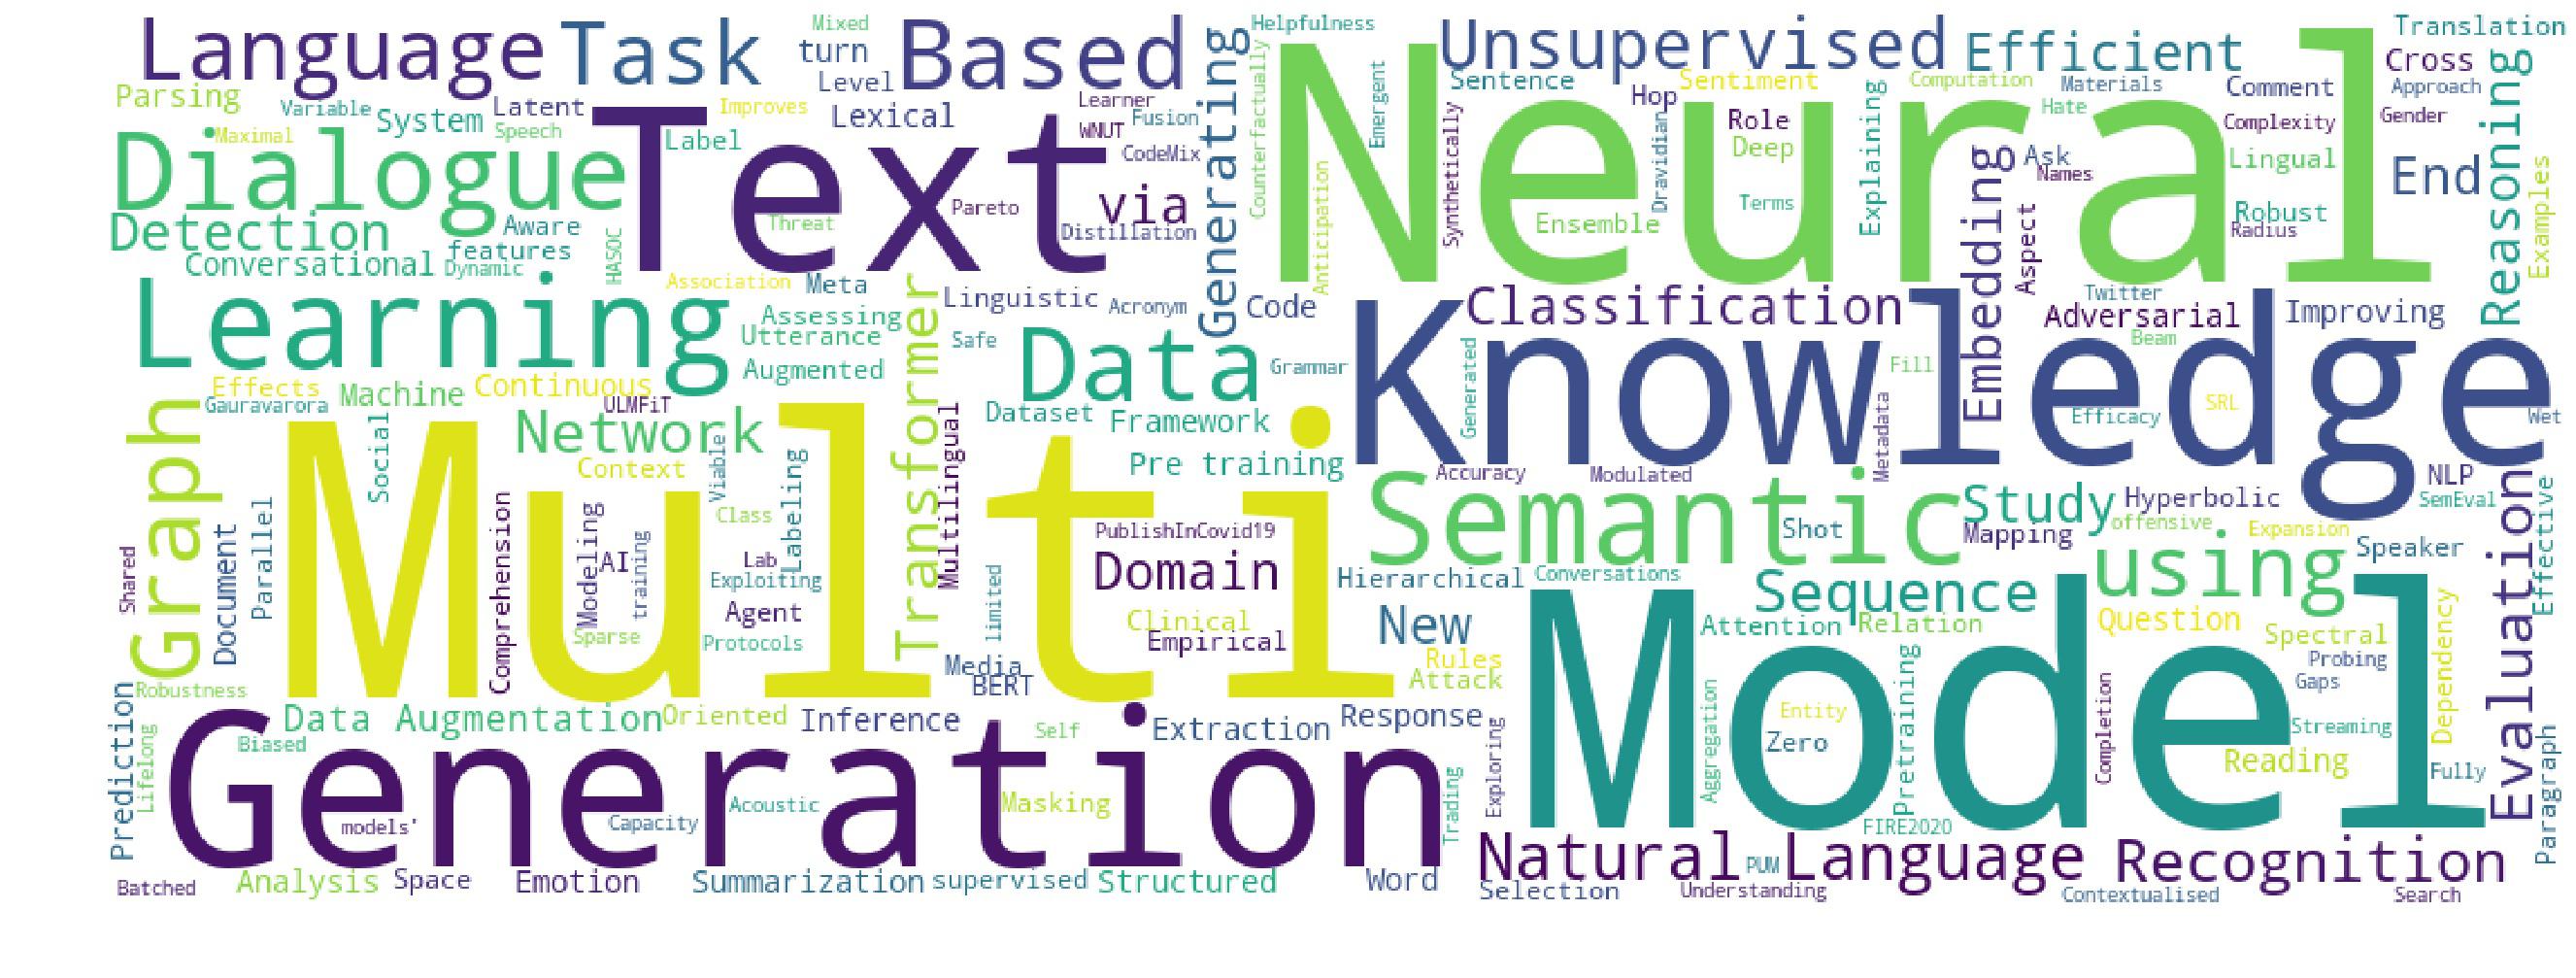 Language Task Mixed turn Based Helpfulness Unsupervised Efficient Translation
Level Sentence Sentiment Computation Materials Cross
Parsing Variable Latent Improves Learner Hop Comment Approach
Maximal System Speech Lexical Fusion Role Hate Complexity Gender
Dialogue Text Label WNUT CodeMix Generating Counterfactually Emergent Neural Synthetically Dravidian Deep Explaining Ask Names Lingual End Reasoning
Detection Aware Threat Pareto via Distillation Anticipation Ensemble Terms Embedding Aspect Robust Radius Examples
features Conversational Dynamic HASOC
Learning Association Meta Linguistic Acronym Code Classification Twitter Adversarial Improving
Assessing Utterance Safe Data Knowledge Beam
Augmented Transformer Grammar Generated Fill
Effects Machine Continuous Gauravarora ULMFiT Dataset Framework Metadata Efficacy SRL Wet
Graph Social Network Multilingual Pre training
Multi Context Viable Labeling Accuracy Modulated NLP
Semantic Study Hyperbolic SemEval
Document Parallel Comprehension Modeling Class PublishInCovid19 Shot Mapping offensive Expansion Evaluation Effective
Shared AI training Lab Exploiting limited Domain Hierarchical Conversations using Speaker
Agent Clinical Sequence
Sparse Protocols Empirical New Model Attention Relation Question Spectral Dependency
Media BERT Rules Attack Probing Gaps
Robustness
Prediction Data Augmentation Oriented Inference Self Extraction Response Aggregation Entity Pretraining Completion Streaming
Lifelong Biased Generation Exploring Zero Reading Fully Paragraph
models' Capacity Acoustic Masking Trading FIRE2020
Batched Analysis Space Emotion Summarization supervised Structured Word Natural Language Recognition
PUM
Selection Understanding Contextualised Search